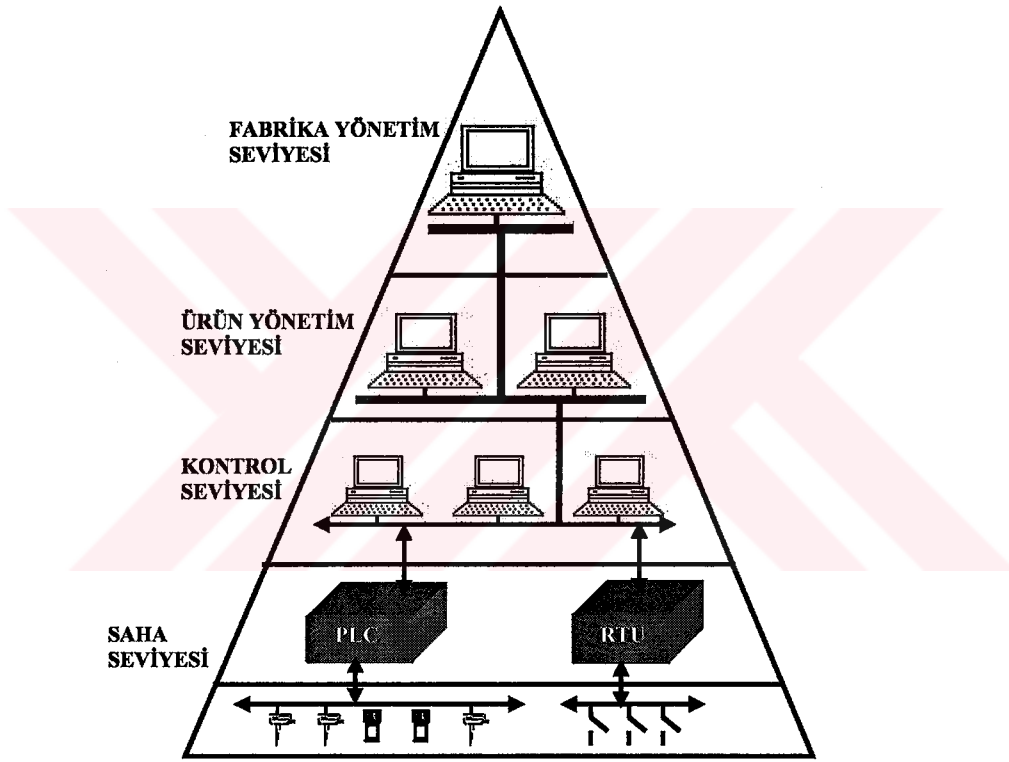 FABRİKA YÖNETİM
SEVİYESİ
ÜRÜN YÖNETİM
SEVİYESİ
KONTROL
SEVİYESİ
PLC
RTU
SAHA
SEVİYESİ